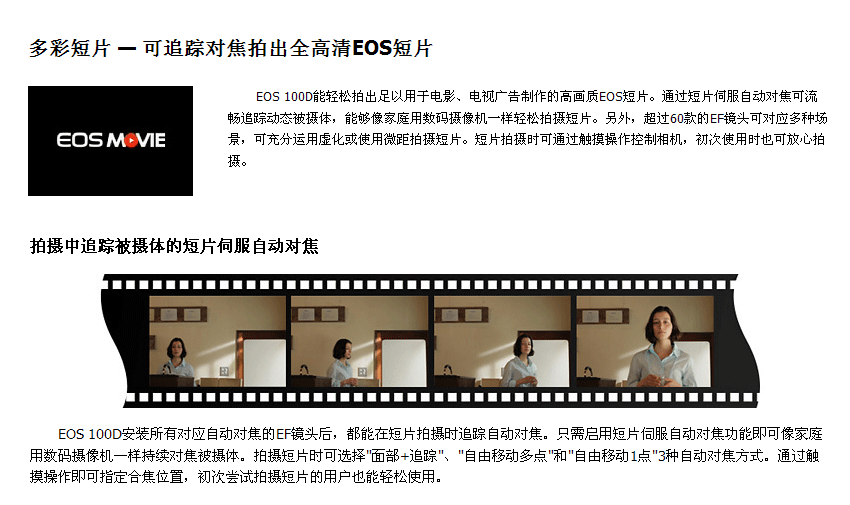 多彩短片 — 可追踪对焦拍出全高清EOS短片
EOS MOVIE
EOS 100D能轻松拍出足以用于电影、电视广告制作的高画质EOS短片。通过短片伺服自动对焦可流
畅追踪动态被摄体，能够像家庭用数码摄像机一样轻松拍摄短片。另外，超过60款的EF镜头可对应多种场
景，可充分运用虚化或使用微距拍摄短片。短片拍摄时可通过触摸操作控制相机，初次使用时也可放心拍
摄。
拍摄中追踪被摄体的短片伺服自动对焦
EOS 100D安装所有对应自动对焦的EF镜头后，都能在短片拍摄时追踪自动对焦。只需启用短片伺服自动对焦功能即可像家庭
用数码摄像机一样持续对焦被摄体。拍摄短片时可选择"面部+追踪"、"自由移动多点"和"自由移动1点"3种自动对焦方式。通过触
摸操作即可指定合焦位置，初次尝试拍摄短片的用户也能轻松使用。